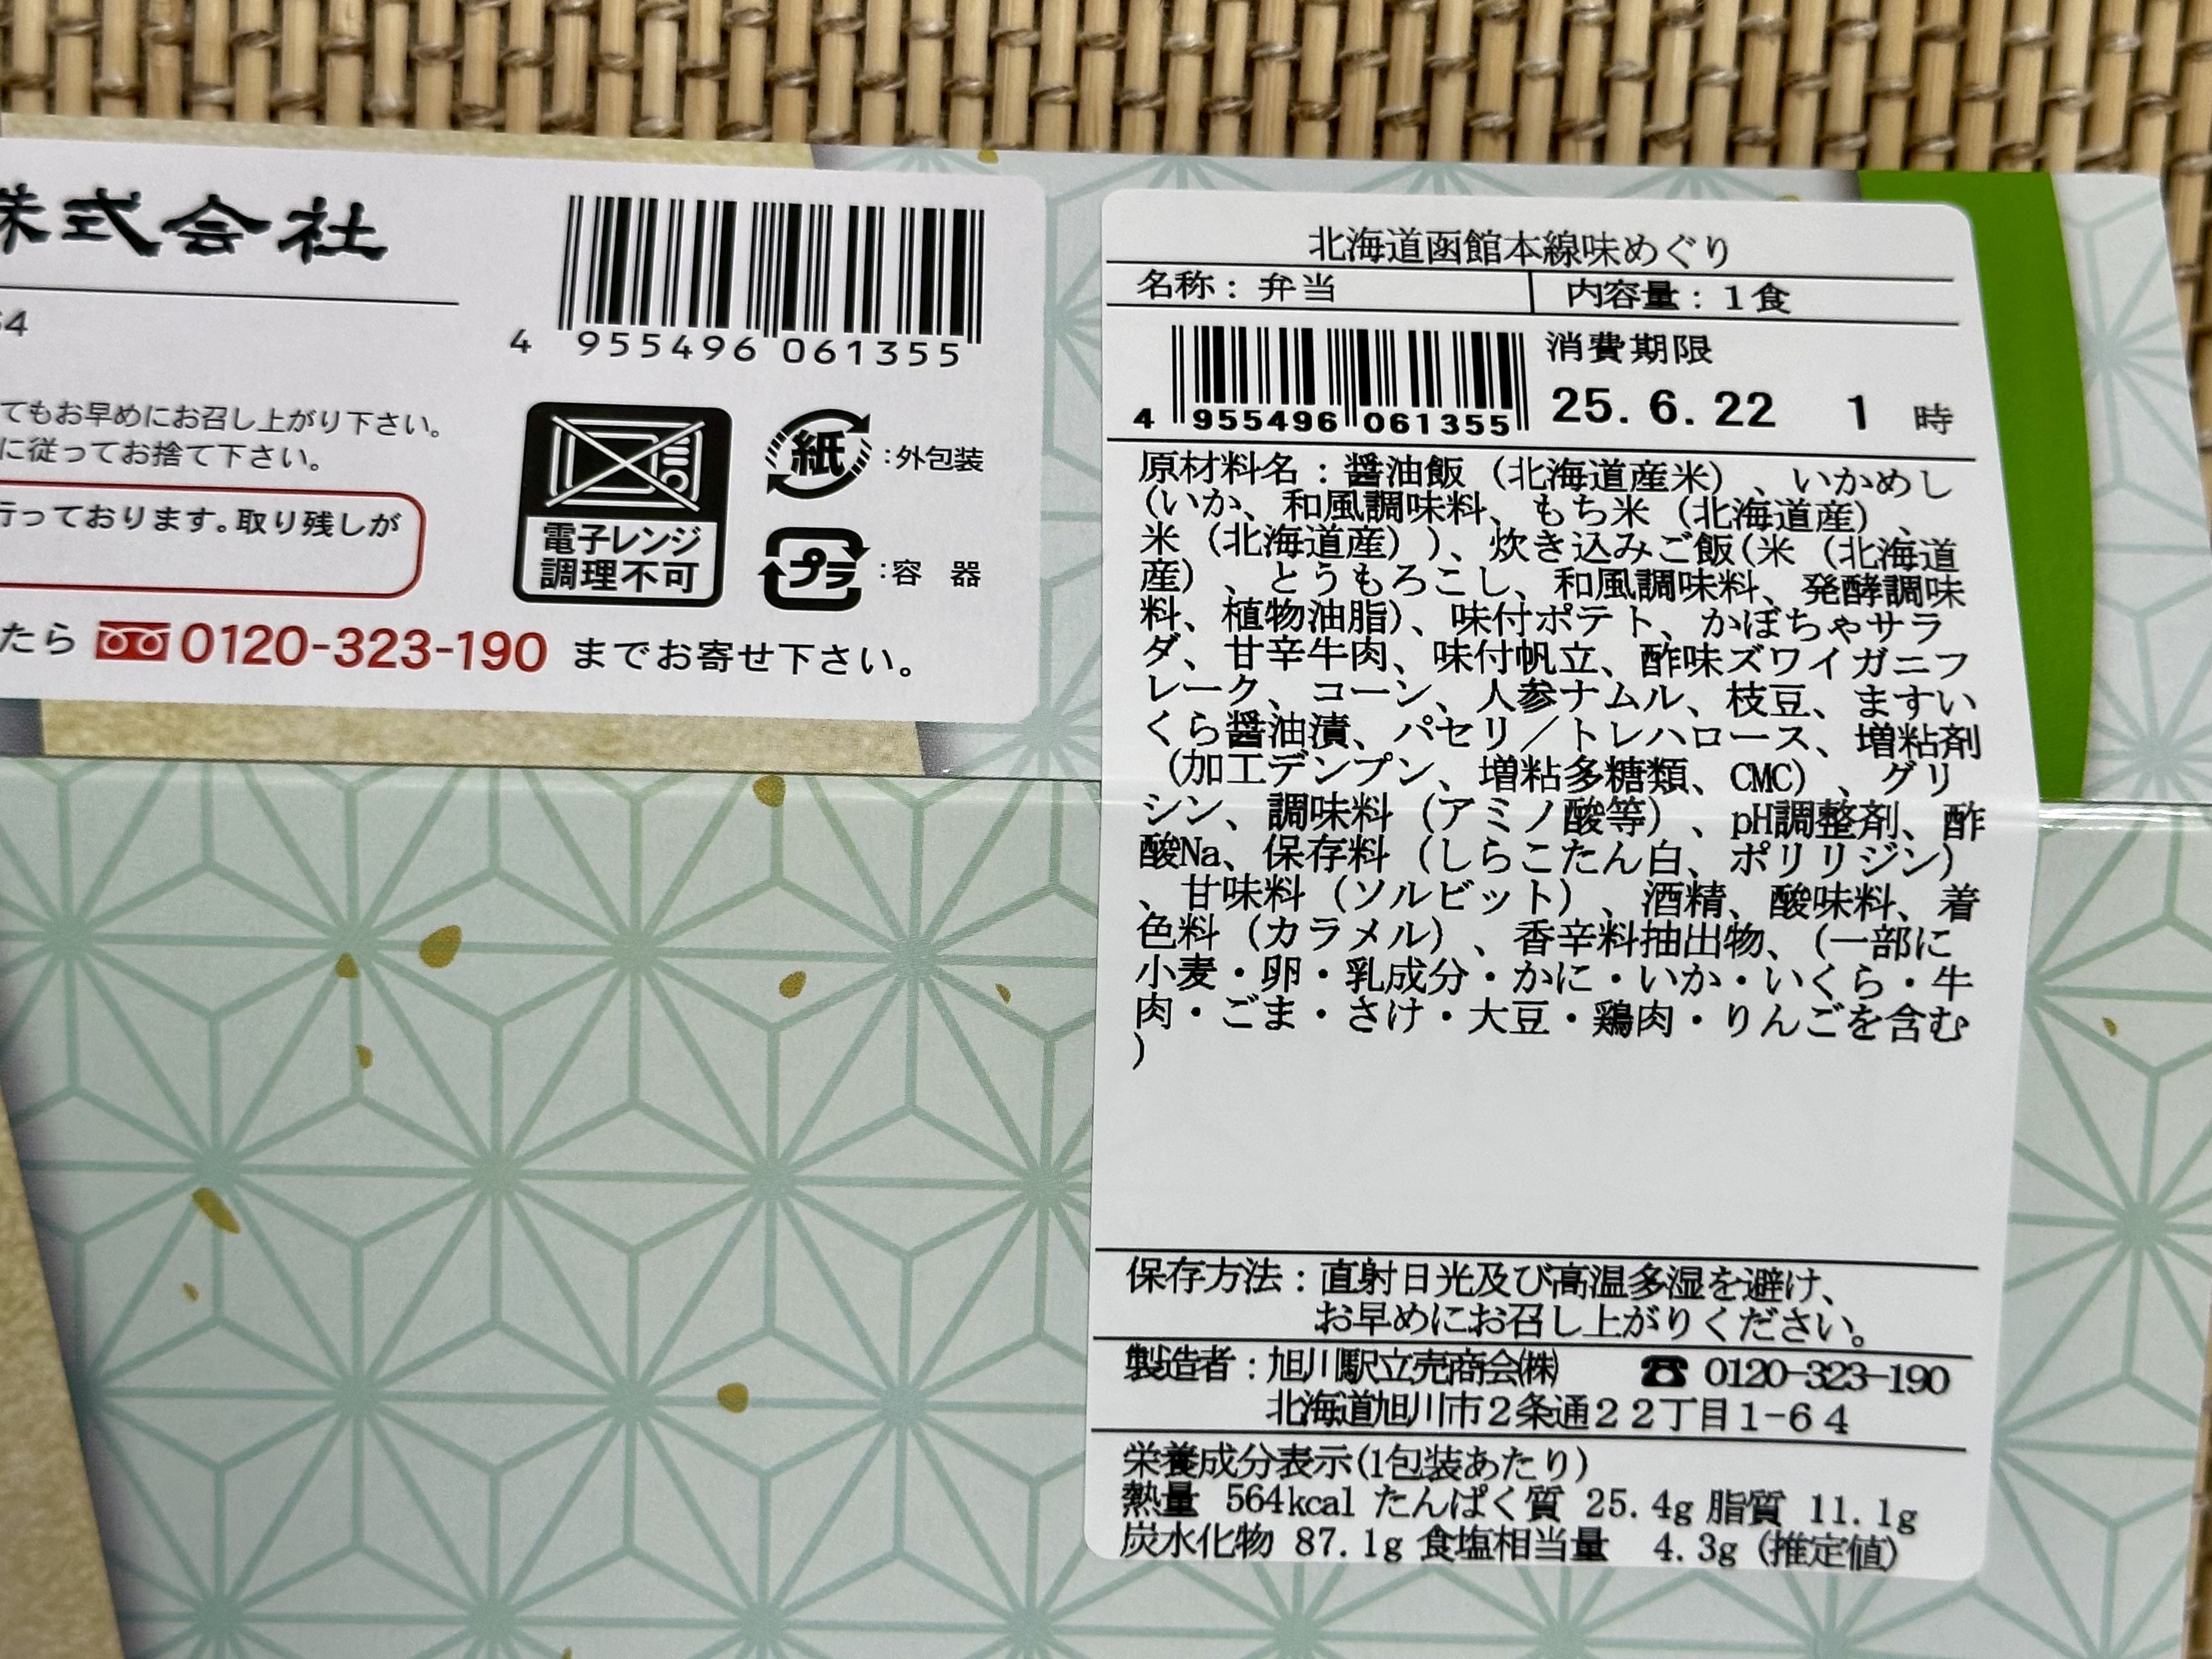 株式会社
64
てもお早めにお召し上がり下さい。
に従ってお捨て下さい。
行っております。取り残しが
たら 0120-323-190 までお寄せ下さい。
4 955496 061355
電子レンジ
調理不可
紙 :外包装
プラ :容 器
北海道函館本線味めぐり
名称:弁当 内容量:1食
4 955496 061355
消費期限
25. 6. 22 1 時
原材料名:醤油飯(北海道産米)、いかめし
(いか、和風調味料、もち米(北海道産)、
米(北海道産))、炊き込みご飯(米(北海道
産)、とうもろこし、和風調味料、発酵調味
料、植物油脂)、味付ポテト、かぼちゃサラ
ダ、甘辛牛肉、味付帆立、酢味ズワイガニフ
レーク、コーン、人参ナムル、枝豆、ますい
くら醤油漬、パセリ/トレハロース、増粘剤
(加工デンプン、増粘多糖類、CMC)、グリ
シン、調味料(アミノ酸等)、pH調整剤、酢
酸Na、保存料(しらこたん白、ポリリジン)
、甘味料(ソルビット)、酒精、酸味料、着
色料(カラメル)、香辛料抽出物、(一部に
小麦・卵・乳成分・かに・いか・いくら・牛
肉・ごま・さけ・大豆・鶏肉・りんごを含む
)
保存方法:直射日光及び高温多湿を避け、
お早めにお召し上がりください。
製造者:旭川駅立売商会㈱ ☎ 0120-323-190
北海道旭川市2条通22丁目1-64
栄養成分表示(1包装あたり)
熱量 564kcal たんぱく質 25.4g 脂質 11.1g
炭水化物 87.1g 食塩相当量 4.3g (推定値)